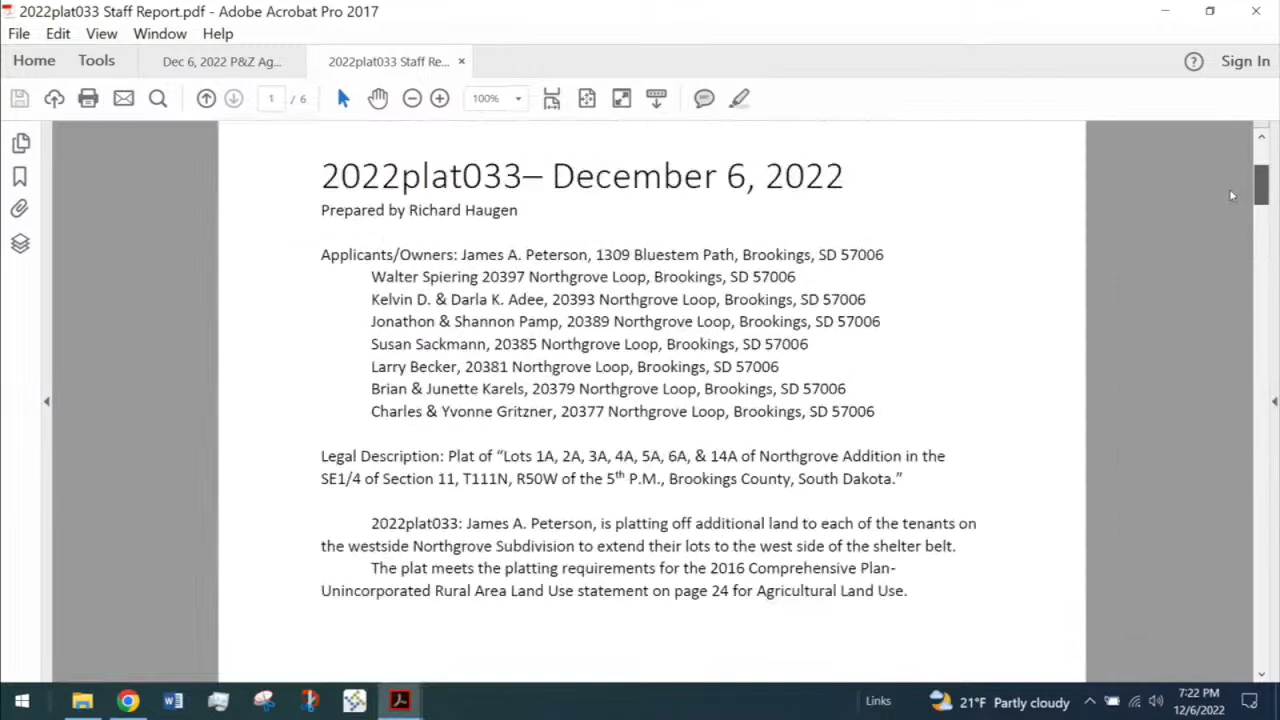 2022plat033 Staff Report.pdf - Adobe Acrobat Pro 2017
File Edit View Window Help
Home Tools Dec 6, 2022 P&Z Ag... 2022plat033 Staff Re... × Sign In
1 / 6 100%
2022plat033– December 6, 2022
Prepared by Richard Haugen
Applicants/Owners: James A. Peterson, 1309 Bluestem Path, Brookings, SD 57006
Walter Spiering 20397 Northgrove Loop, Brookings, SD 57006
Kelvin D. & Darla K. Adee, 20393 Northgrove Loop, Brookings, SD 57006
Jonathon & Shannon Pamp, 20389 Northgrove Loop, Brookings, SD 57006
Susan Sackmann, 20385 Northgrove Loop, Brookings, SD 57006
Larry Becker, 20381 Northgrove Loop, Brookings, SD 57006
Brian & Junette Karels, 20379 Northgrove Loop, Brookings, SD 57006
Charles & Yvonne Gritzner, 20377 Northgrove Loop, Brookings, SD 57006
Legal Description: Plat of “Lots 1A, 2A, 3A, 4A, 5A, 6A, & 14A of Northgrove Addition in the
SE1/4 of Section 11, T111N, R50W of the 5th P.M., Brookings County, South Dakota.”
2022plat033: James A. Peterson, is platting off additional land to each of the tenants on
the westside Northgrove Subdivision to extend their lots to the west side of the shelter belt.
The plat meets the platting requirements for the 2016 Comprehensive Plan-
Unincorporated Rural Area Land Use statement on page 24 for Agricultural Land Use.
Links 21°F Partly cloudy 7:22 PM
12/6/2022